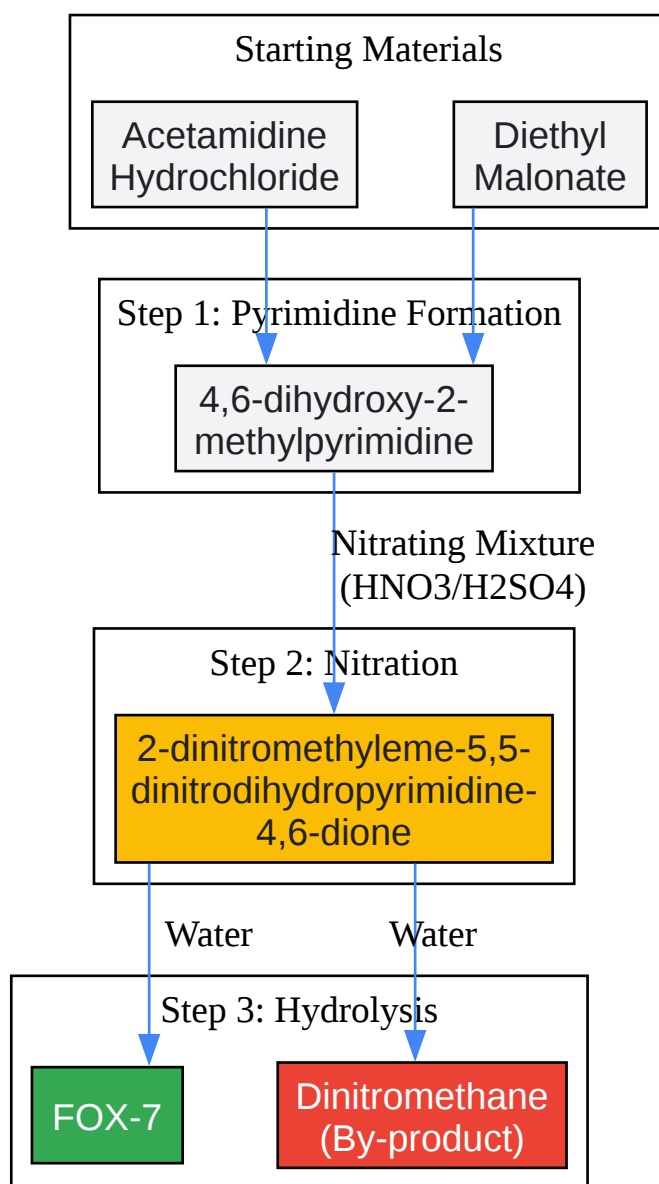 Starting Materials
Acetamidine
Hydrochloride
Diethyl
Malonate
Step 1: Pyrimidine Formation
4,6-dihydroxy-2-
methylpyrimidine
Nitrating Mixture
(HNO3/H2SO4)
Step 2: Nitration
2-dinitromethyleme-5,5-
dinitrodihydropyrimidine-
4,6-dione
Water
Water
Step 3: Hydrolysis
FOX-7
Dinitromethane
(By-product)